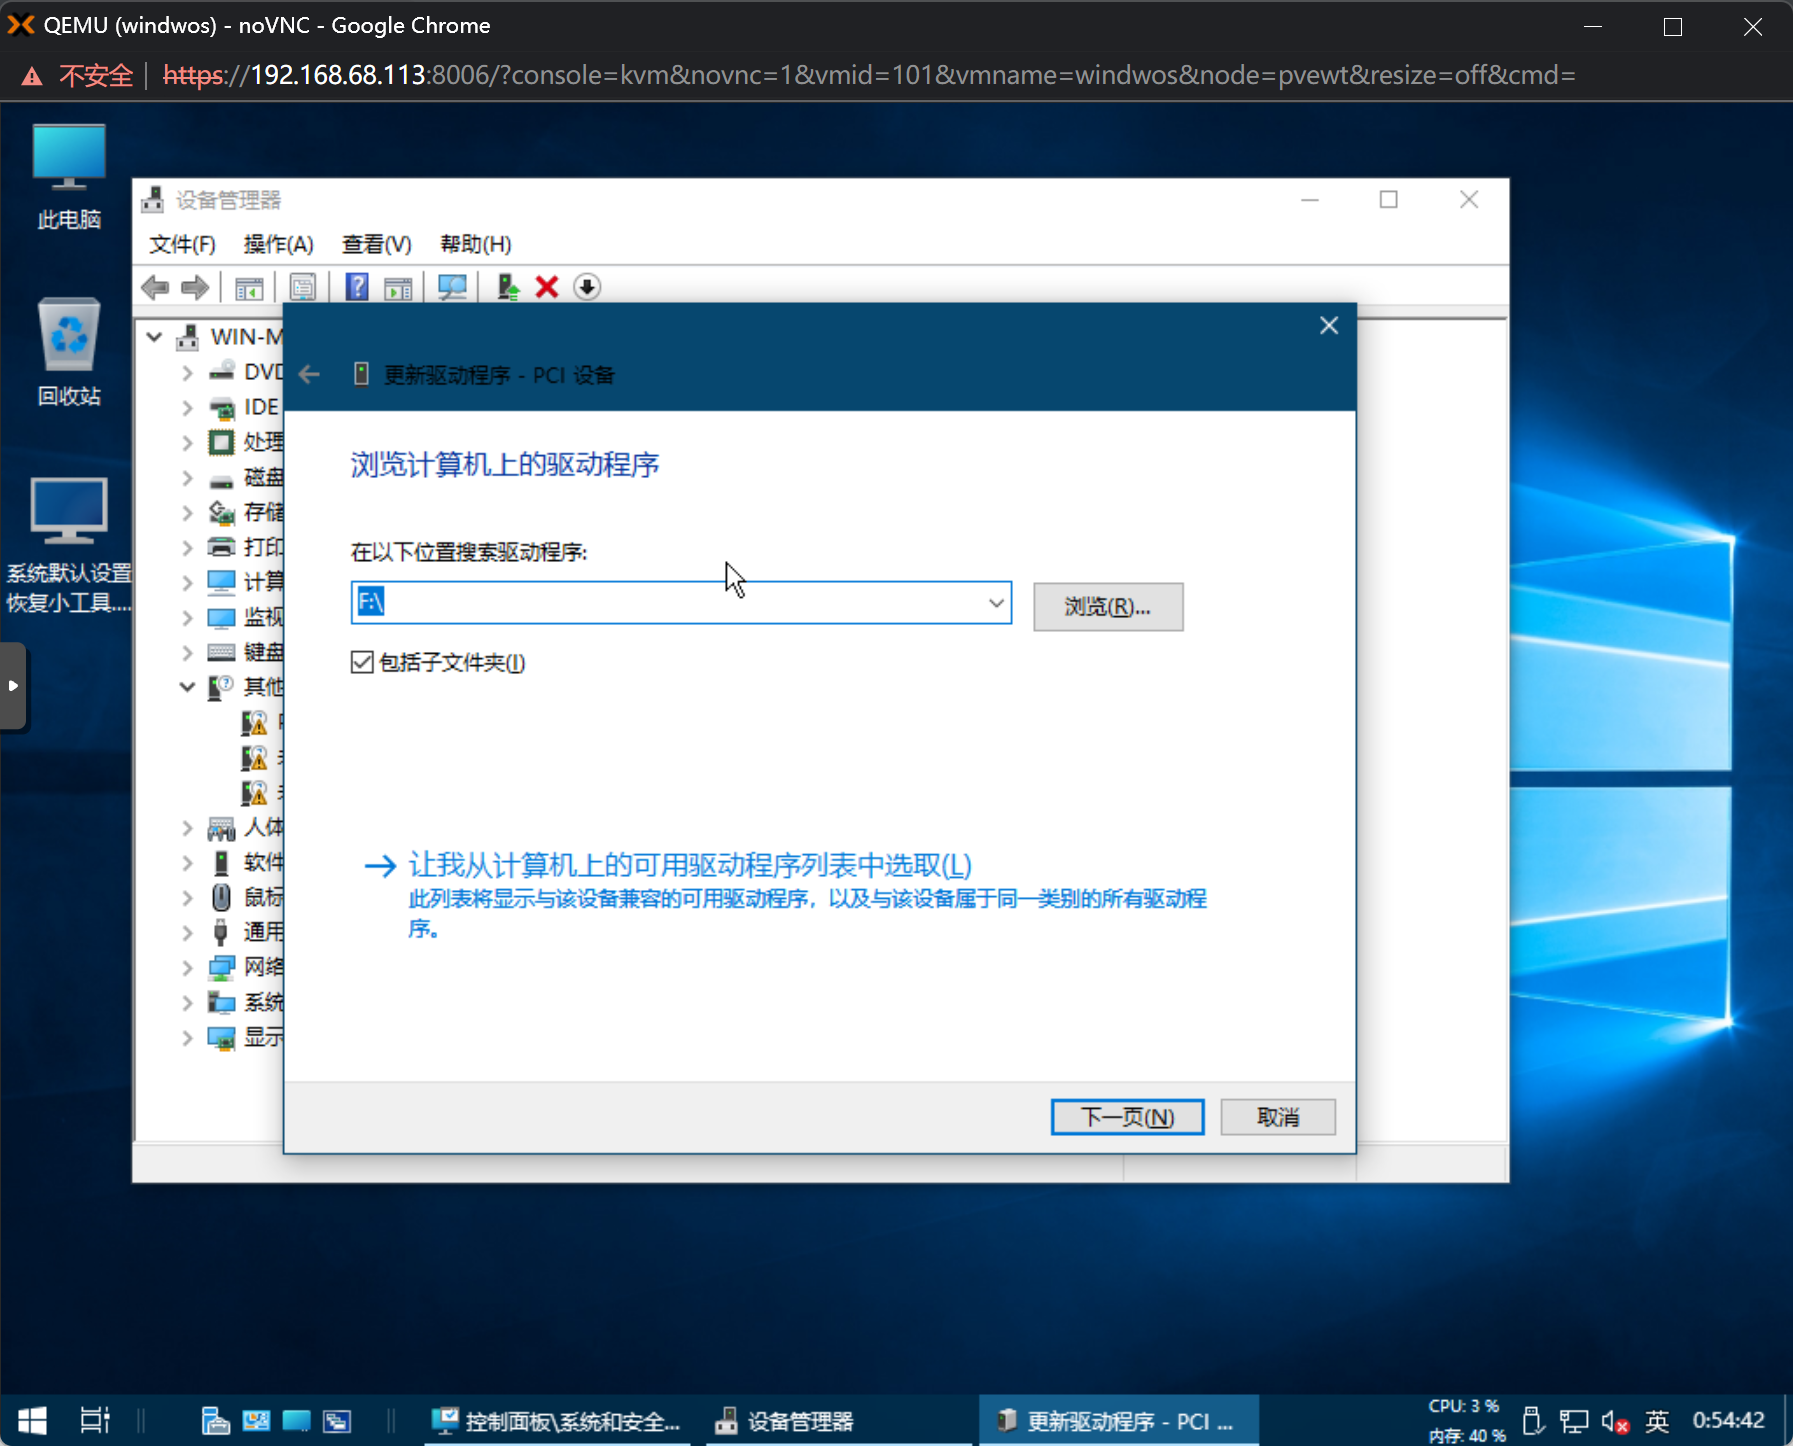 QEMU (windwos) - noVNC - Google Chrome
不安全 https://192.168.68.113:8006/?console=kvm&novnc=1&vmid=101&vmname=windwos&node=pvewt&resize=off&cmd=
此电脑
回收站
系统默认设置
恢复小工具....
设备管理器
文件(F) 操作(A) 查看(V) 帮助(H)
WIN-M
DVD
IDE
处理
磁盘
存储
打印
计算
监视
键盘
其他
人体
软件
鼠标
通用
网络
系统
显示
更新驱动程序 - PCI 设备
浏览计算机上的驱动程序
在以下位置搜索驱动程序:
F:\
浏览(R)...
包括子文件夹(I)
让我从计算机上的可用驱动程序列表中选取(L)
此列表将显示与该设备兼容的可用驱动程序，以及与该设备属于同一类别的所有驱动程
序。
下一页(N)
取消
控制面板\系统和安全...
设备管理器
更新驱动程序 - PCI ...
CPU: 3 %
内存: 40 %
英
0:54:42